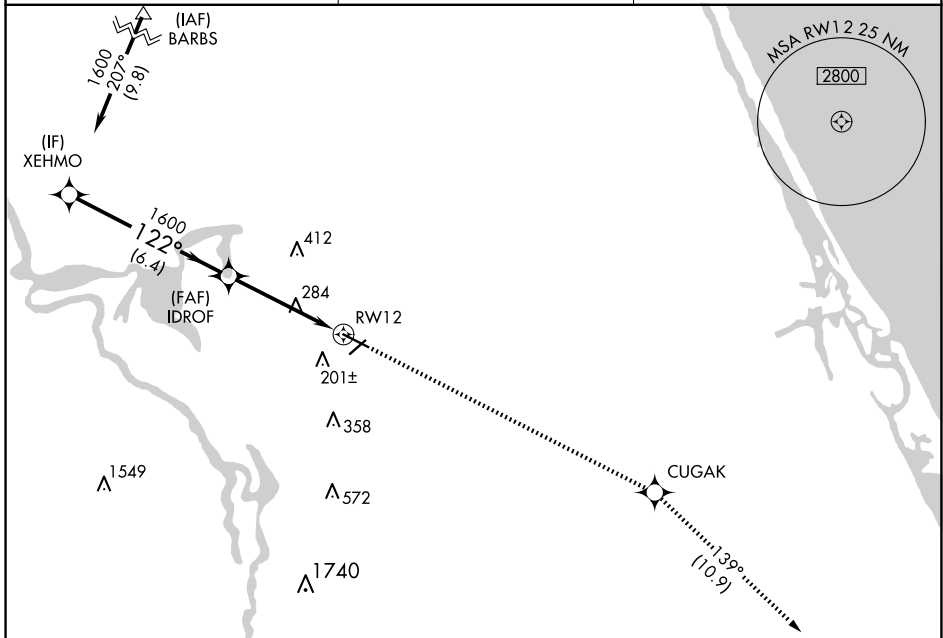 (IAF)
BARBS
1600
207°
(9.8)
MSA RW12 25 NM
2800
(IF)
XEHMO
1600
122°
(6.4)
412
(FAF)
IDROF
284
RW12
201±
358
1549
572
CUGAK
1740
139°
(10.9)